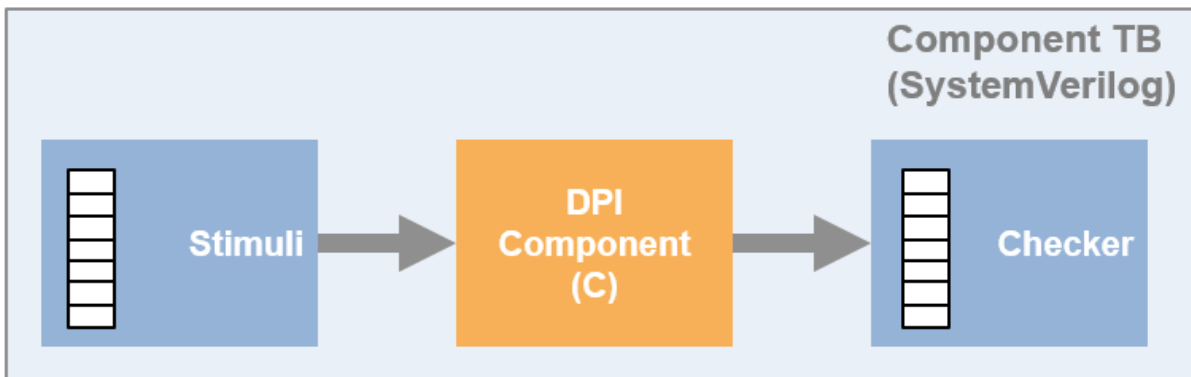 Component TB
(SystemVerilog)
Stimuli
DPI
Component
(C)
Checker